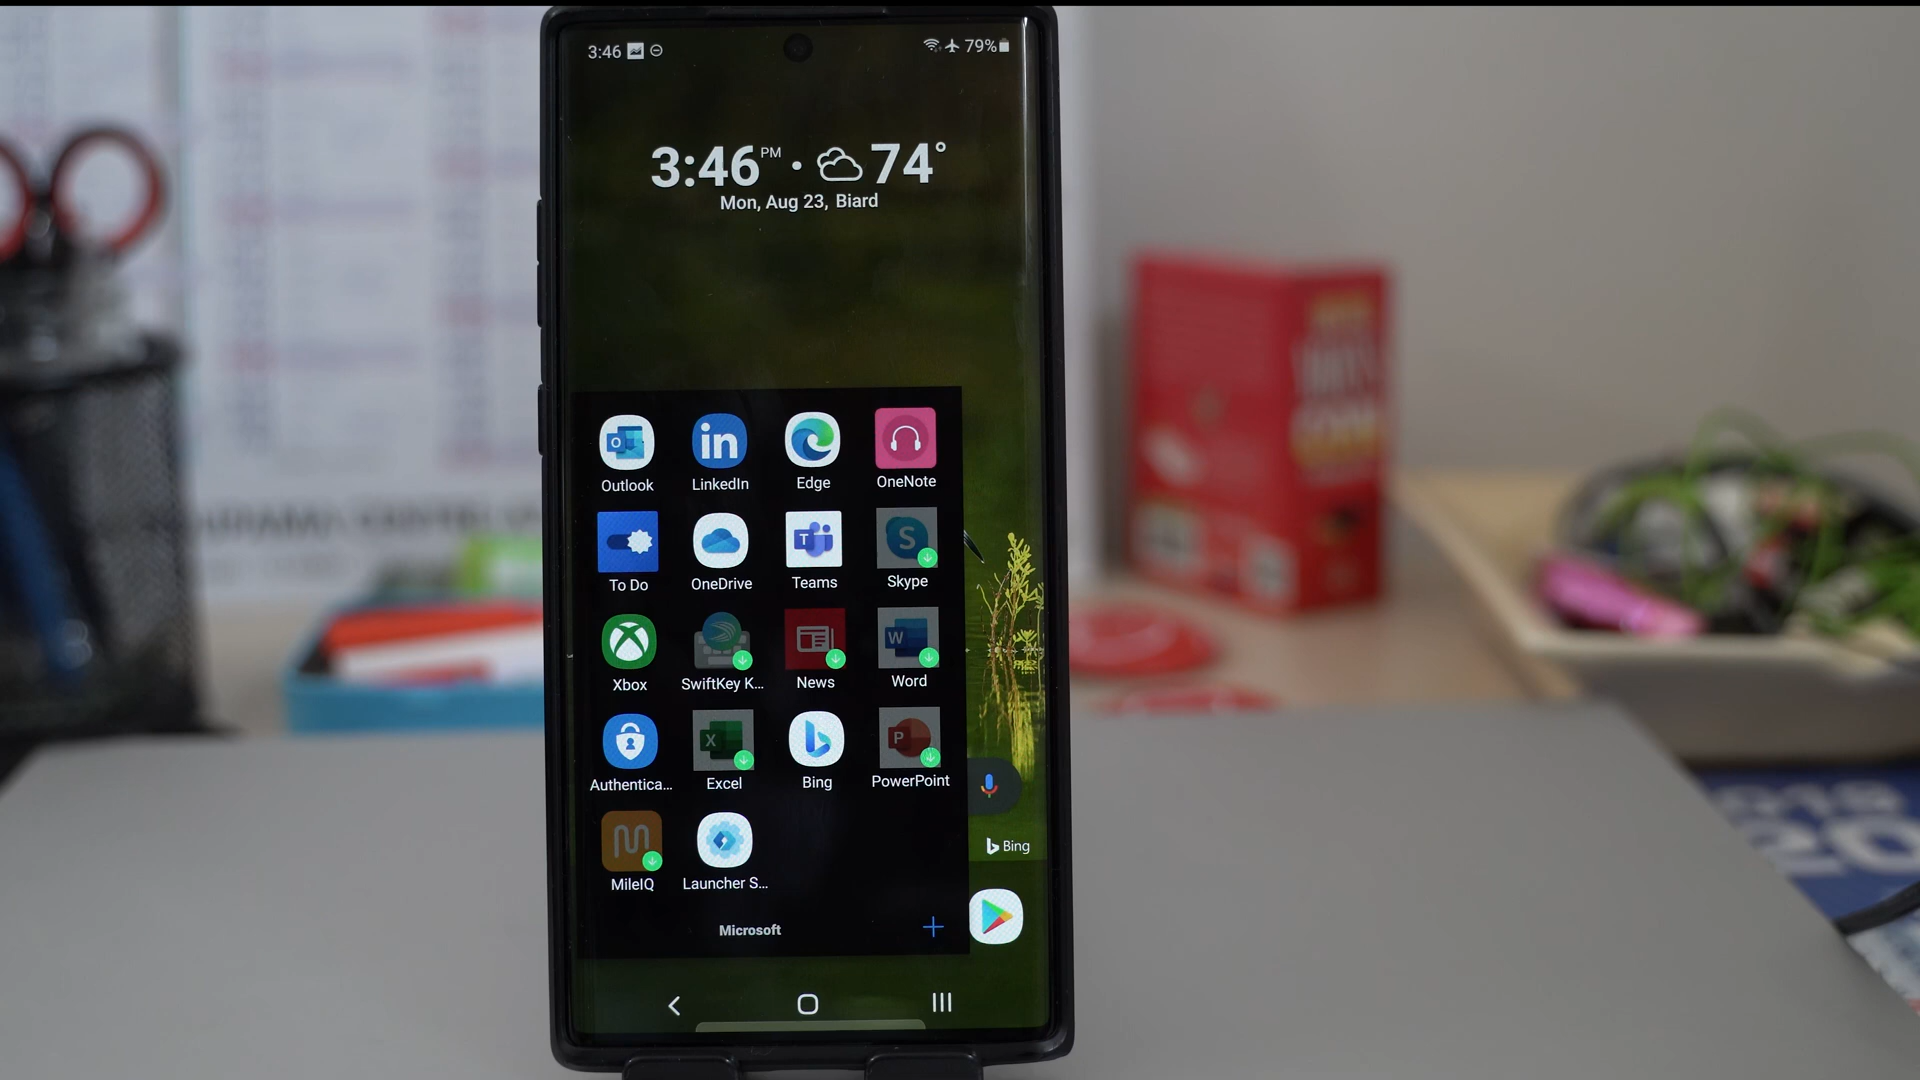 3:46
79%
3:46 PM · 74°
Mon, Aug 23, Biard
Outlook
LinkedIn
Edge
OneNote
To Do
OneDrive
Teams
Skype
Xbox
SwiftKey K...
News
Word
Authentica...
Excel
Bing
PowerPoint
MileIQ
Launcher S...
Bing
Microsoft